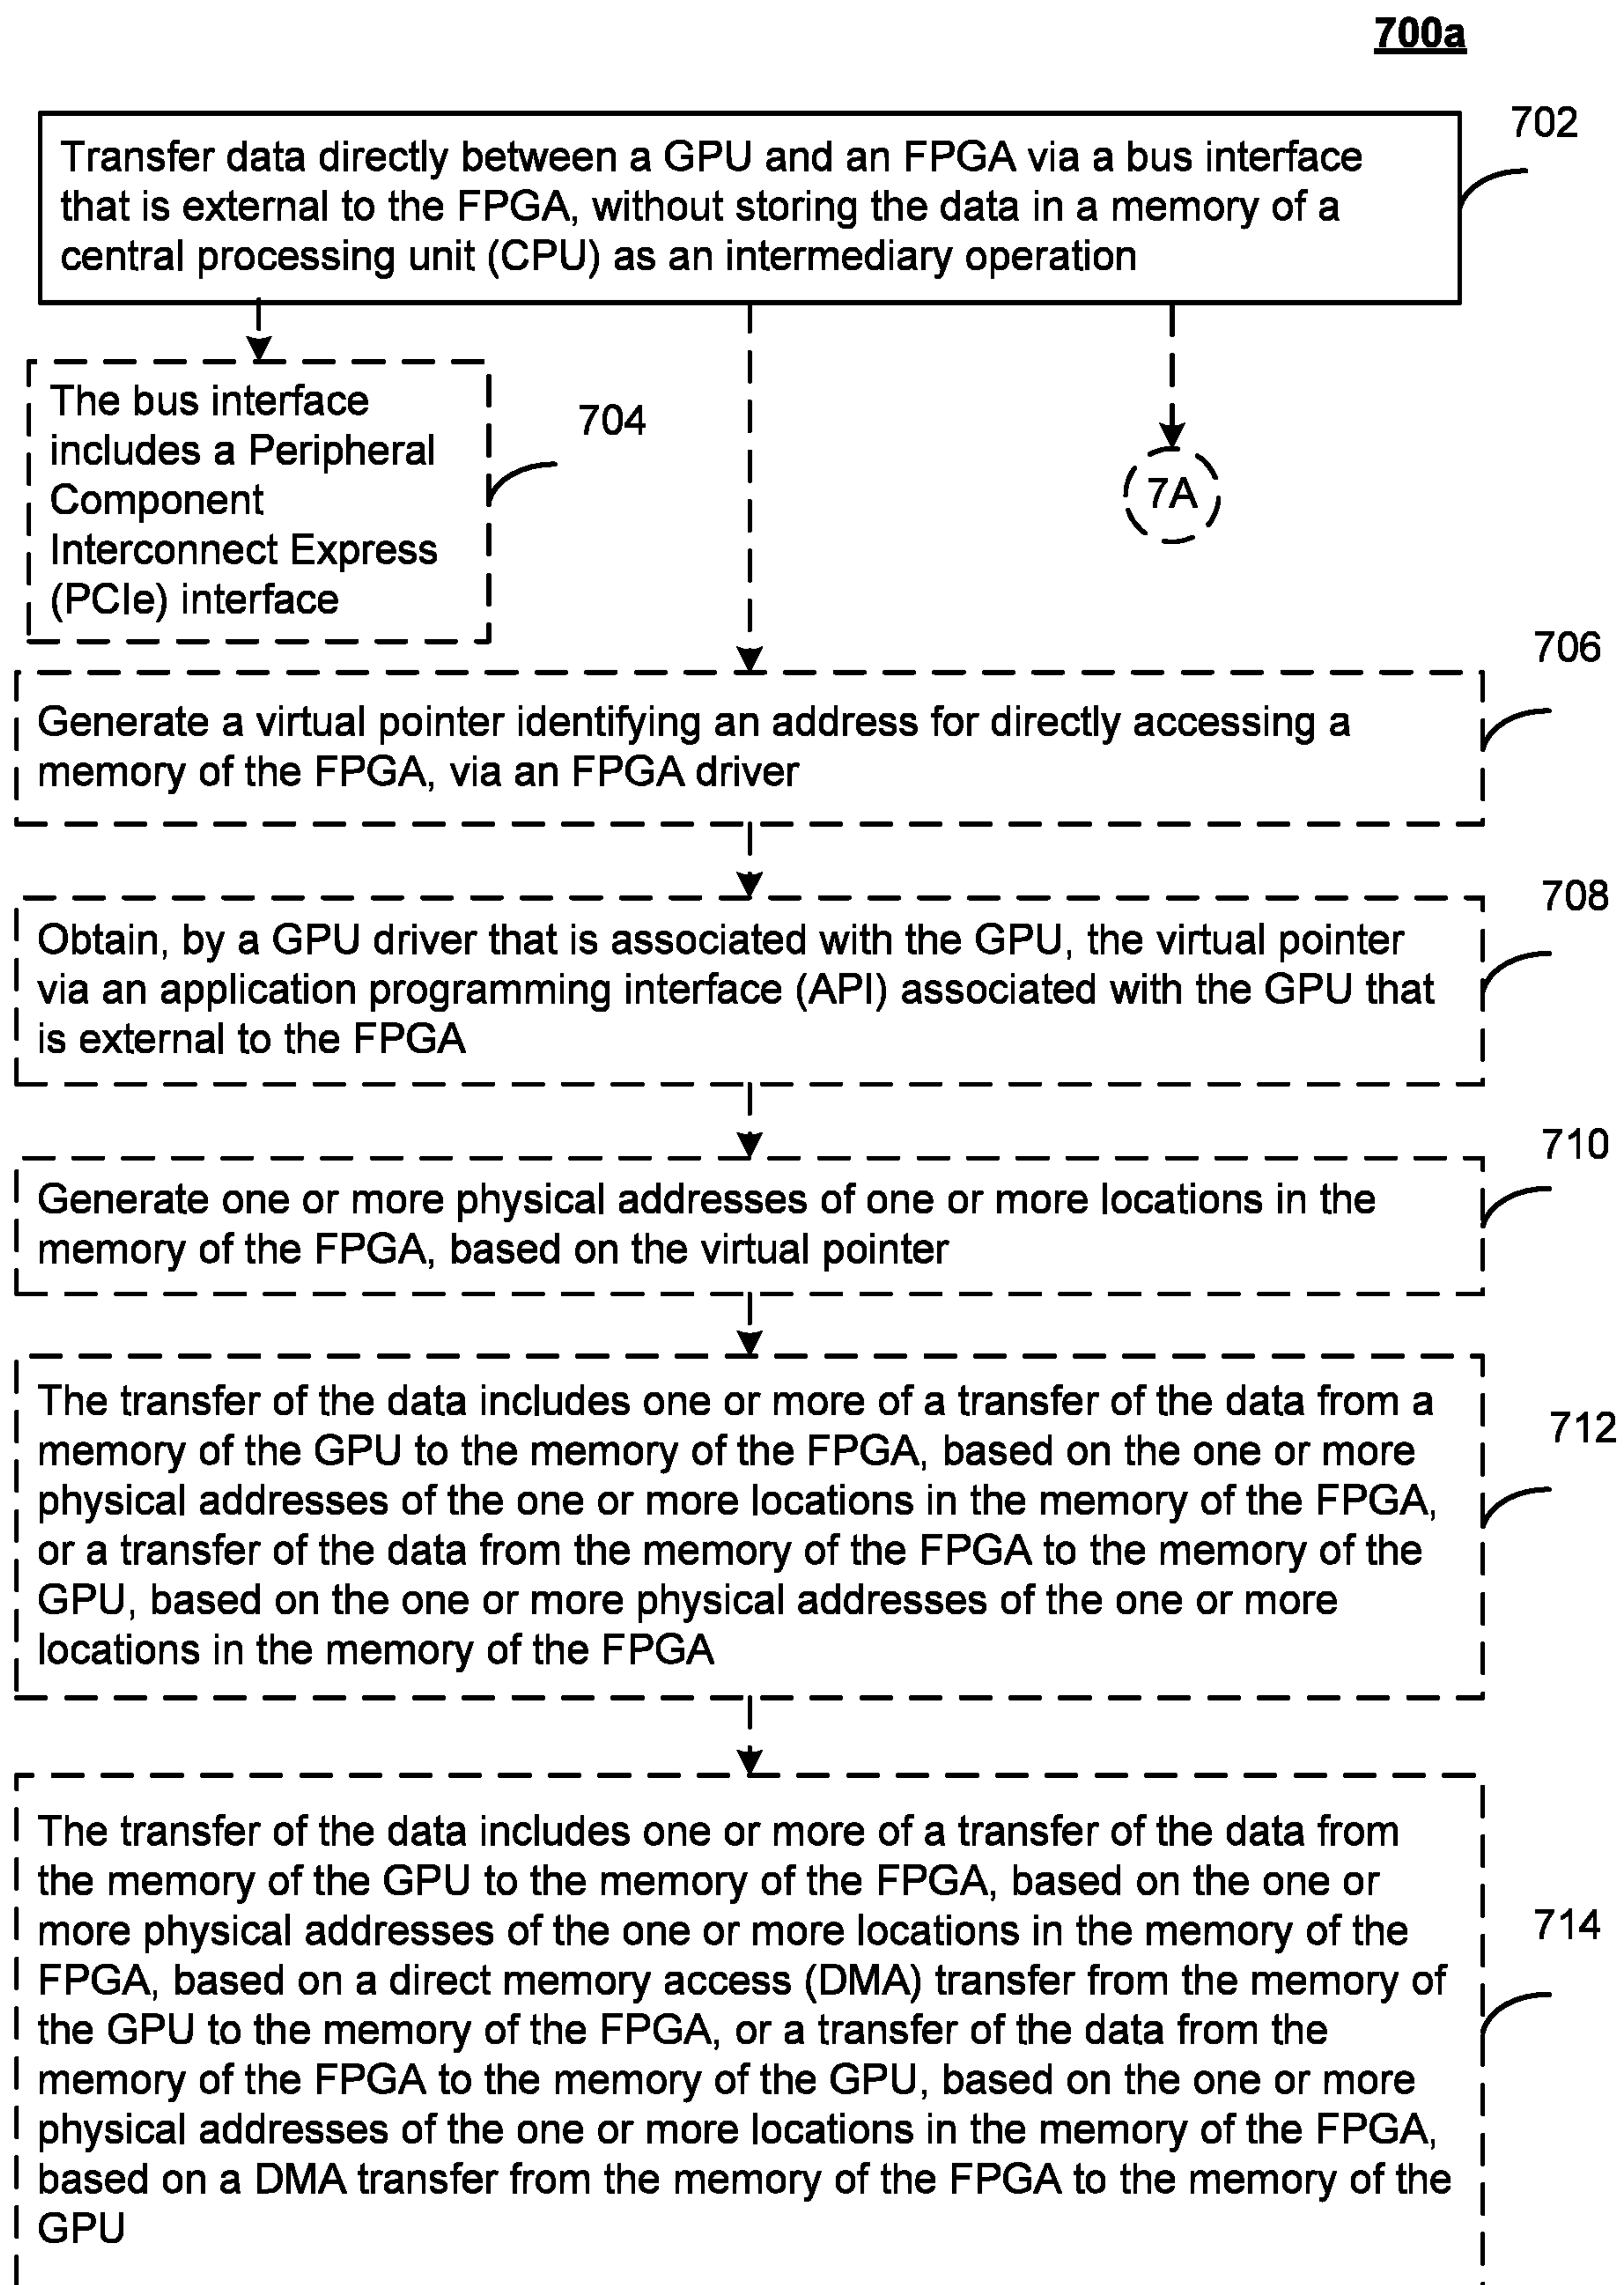 700a
702
Transfer data directly between a GPU and an FPGA via a bus interface
that is external to the FPGA, without storing the data in a memory of a
central processing unit (CPU) as an intermediary operation
The bus interface
includes a Peripheral
Component
Interconnect Express
(PCIe) interface
704
7A
706
Generate a virtual pointer identifying an address for directly accessing a
memory of the FPGA, via an FPGA driver
708
Obtain, by a GPU driver that is associated with the GPU, the virtual pointer
via an application programming interface (API) associated with the GPU that
is external to the FPGA
710
Generate one or more physical addresses of one or more locations in the
memory of the FPGA, based on the virtual pointer
712
The transfer of the data includes one or more of a transfer of the data from a
memory of the GPU to the memory of the FPGA, based on the one or more
physical addresses of the one or more locations in the memory of the FPGA,
or a transfer of the data from the memory of the FPGA to the memory of the
GPU, based on the one or more physical addresses of the one or more
locations in the memory of the FPGA
714
The transfer of the data includes one or more of a transfer of the data from
the memory of the GPU to the memory of the FPGA, based on the one or
more physical addresses of the one or more locations in the memory of the
FPGA, based on a direct memory access (DMA) transfer from the memory of
the GPU to the memory of the FPGA, or a transfer of the data from the
memory of the FPGA to the memory of the GPU, based on the one or more
physical addresses of the one or more locations in the memory of the FPGA,
based on a DMA transfer from the memory of the FPGA to the memory of the
GPU